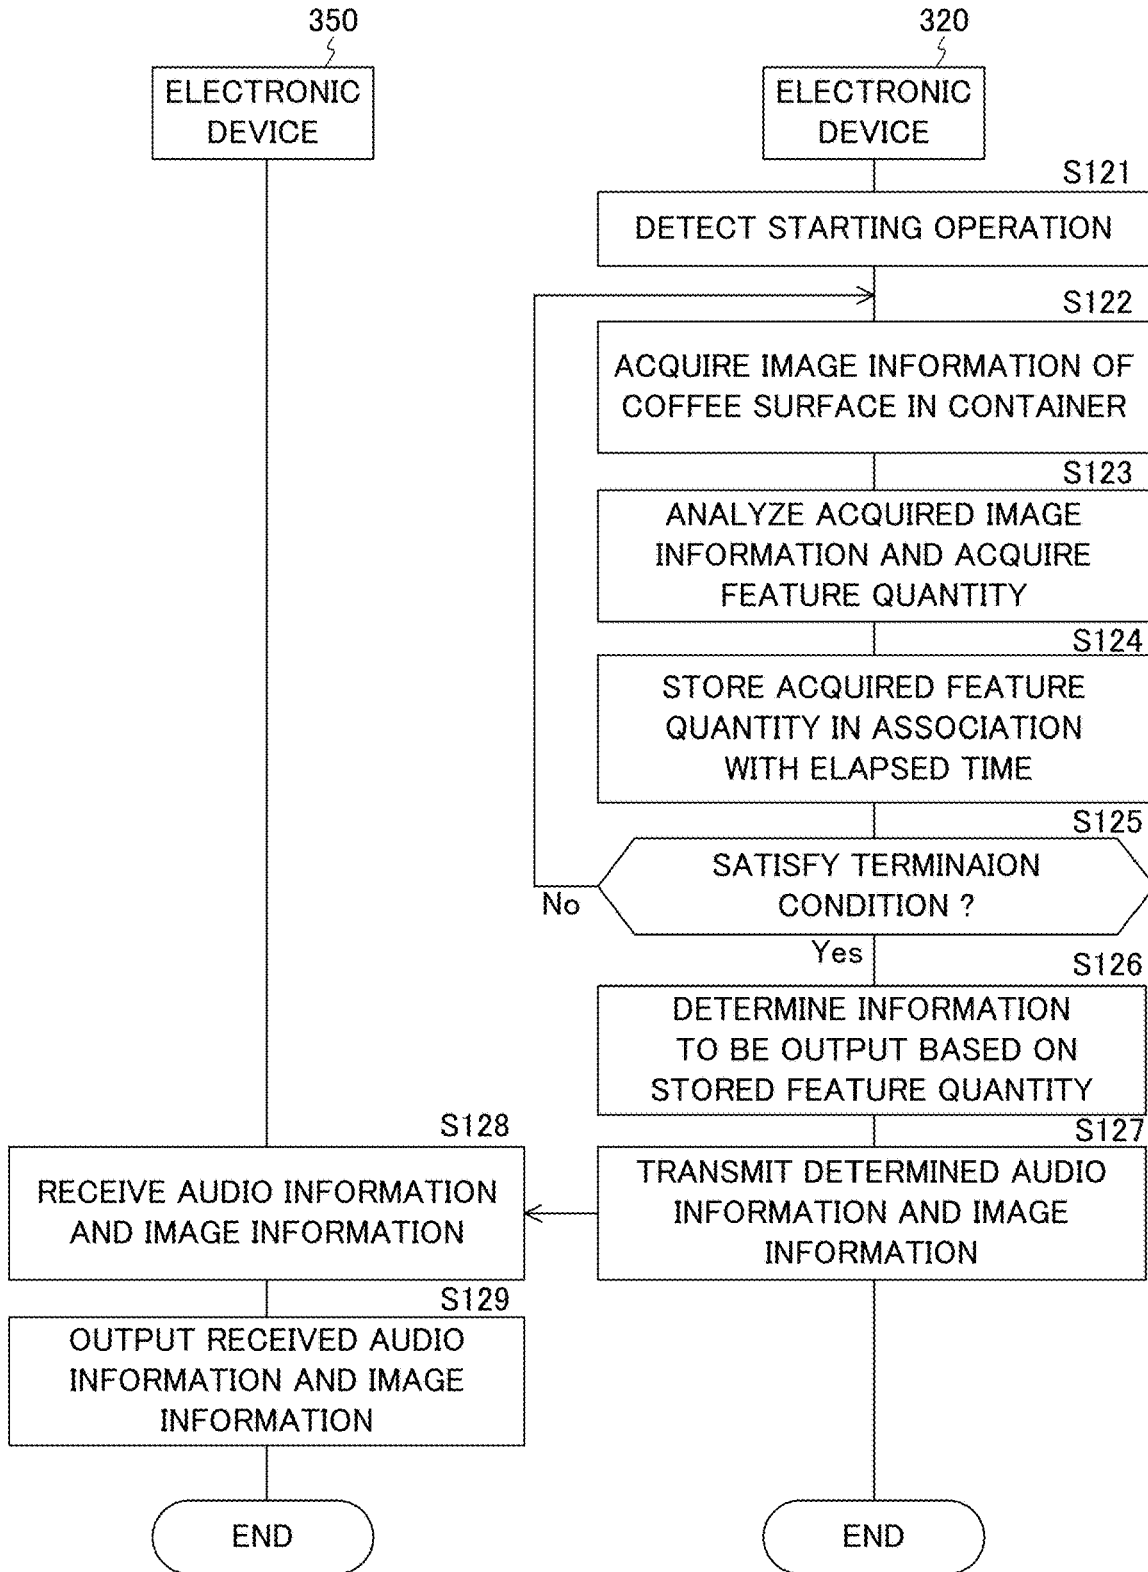 350
ELECTRONIC
DEVICE
320
ELECTRONIC
DEVICE
S121
DETECT STARTING OPERATION
S122
ACQUIRE IMAGE INFORMATION OF
COFFEE SURFACE IN CONTAINER
S123
ANALYZE ACQUIRED IMAGE
INFORMATION AND ACQUIRE
FEATURE QUANTITY
S124
STORE ACQUIRED FEATURE
QUANTITY IN ASSOCIATION
WITH ELAPSED TIME
S125
SATISFY TERMINAION
CONDITION ?
No
Yes
S126
DETERMINE INFORMATION
TO BE OUTPUT BASED ON
STORED FEATURE QUANTITY
S127
TRANSMIT DETERMINED AUDIO
INFORMATION AND IMAGE
INFORMATION
S128
RECEIVE AUDIO INFORMATION
AND IMAGE INFORMATION
S129
OUTPUT RECEIVED AUDIO
INFORMATION AND IMAGE
INFORMATION
END
END